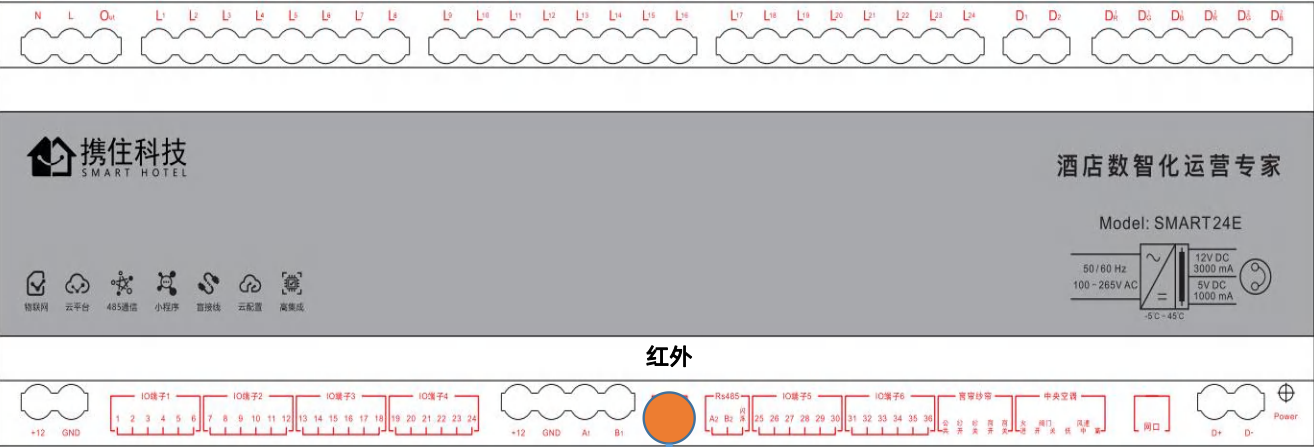 N L Out L1 L2 L3 L4 L5 L6 L7 L8 L9 L10 L11 L12 L13 L14 L15 L16 L17 L18 L19 L20 L21 L22 L23 L24 D1 D2
携住科技
SMART HOTEL
酒店数智化运营专家
Model: SMART24E
50/60 Hz
100~265V AC
12V DC
3000 mA
5V DC
1000 mA
-5℃~45℃
物联网 云平台 485通信 小程序 盲接线 云配置 高集成
红外
IO端子1 IO端子2 IO端子3 IO端子4 Rs485 IO端子5 IO端子6 窗帘纱帘 中央空调
1 2 3 4 5 6 7 8 9 10 11 12 13 14 15 16 17 18 19 20 21 22 23 24 A2 B2 25 26 27 28 29 30 31 32 33 34 35 36 网口 Power
+12 GND +12 GND A1 B1 D+ D-